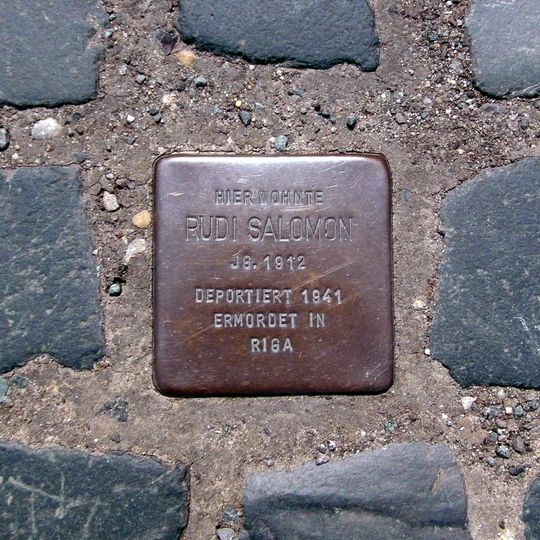 HIER WOHNTE
RUDI SALOMON
JG. 1912
DEPORTIERT 1941
ERMORDET IN
RIGA